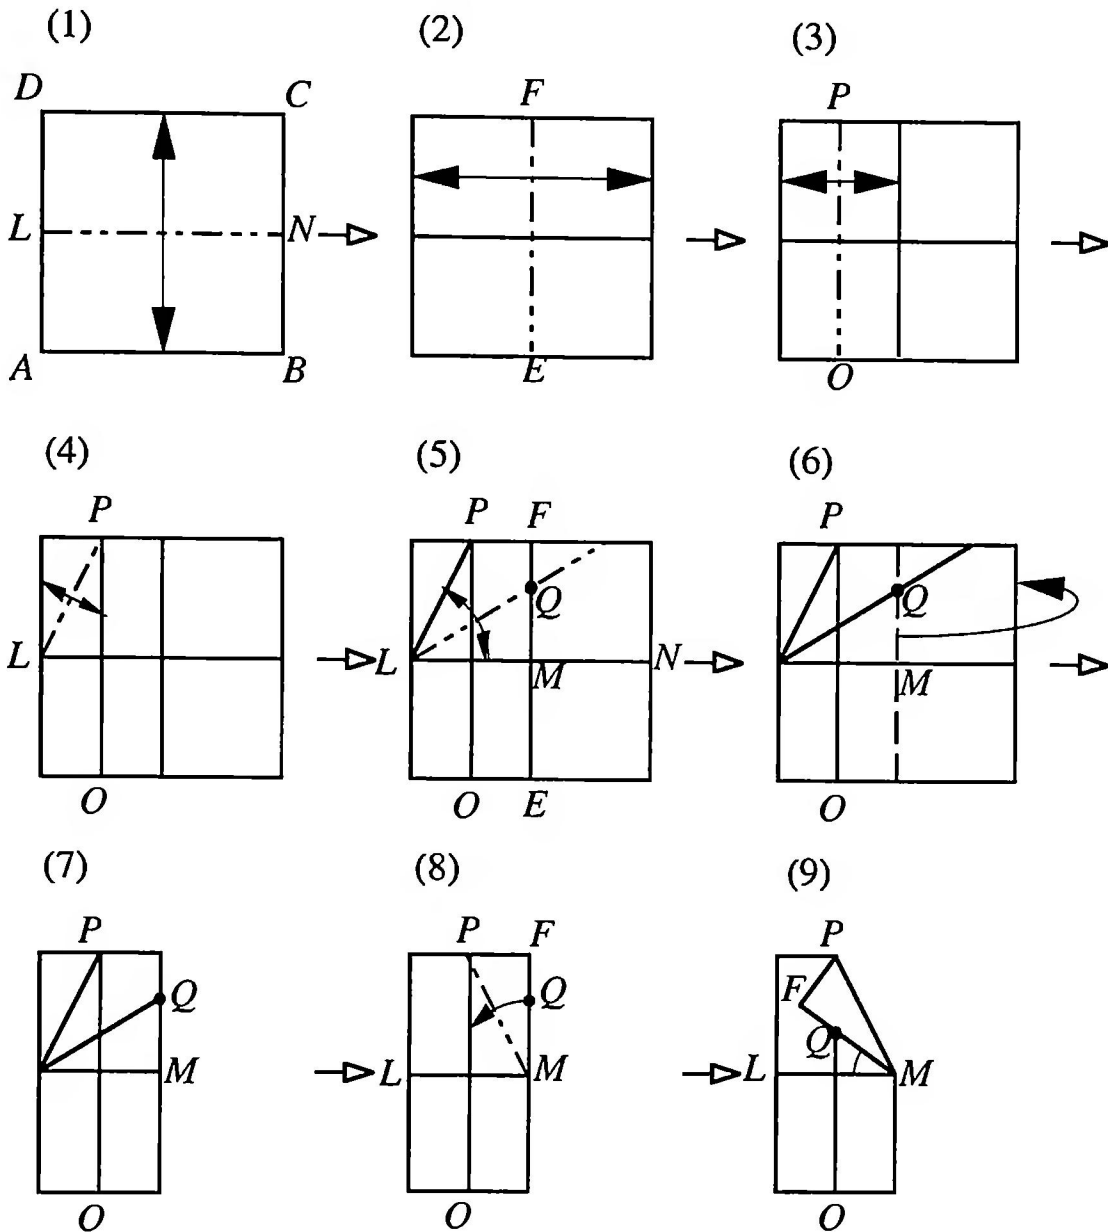 (1) (2) (3)
D C F P
L N
A B E O
(4) (5) (6)
P P F P
Q Q
L L M N M
O O E O
(7) (8) (9)
P P F P
Q Q F
Q
M L M L M
O O O